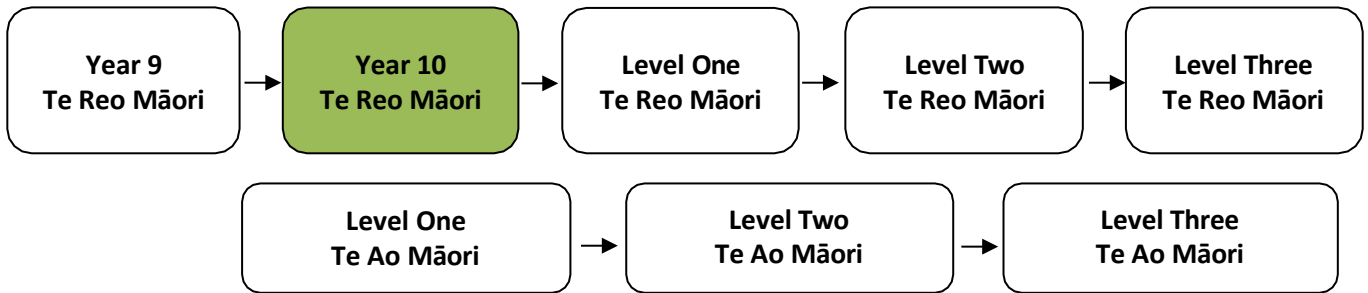 Year 9
Te Reo Māori
Year 10
Te Reo Māori
Level One
Te Reo Māori
Level Two
Te Reo Māori
Level Three
Te Reo Māori
Level One
Te Ao Māori
Level Two
Te Ao Māori
Level Three
Te Ao Māori